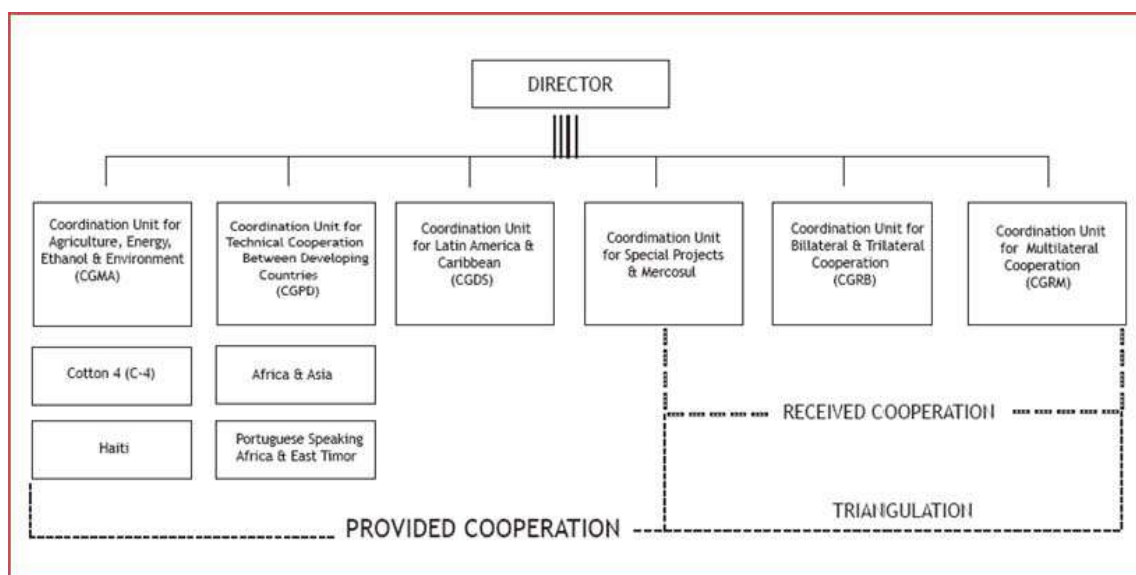 DIRECTOR
Coordination Unit for
Agriculture, Energy,
Ethanol & Environment
(CGMA)
Coordination Unit for
Technical Cooperation
Between Developing
Countries
(CGPD)
Coordination Unit
for Latin America &
Caribbean
(CGDS)
Coordimation Unit
for Special Projects
& Mercosul
Coordination Unit for
Billateral & Trilateral
Cooperation
(CGRB)
Coordination Unit
for Multilateral
Cooperation
(CGRM)
Cotton 4 (C-4)
Africa & Asia
Haiti
Portuguese Speaking
Africa & East Timor
RECEIVED COOPERATION
TRIANGULATION
PROVIDED COOPERATION